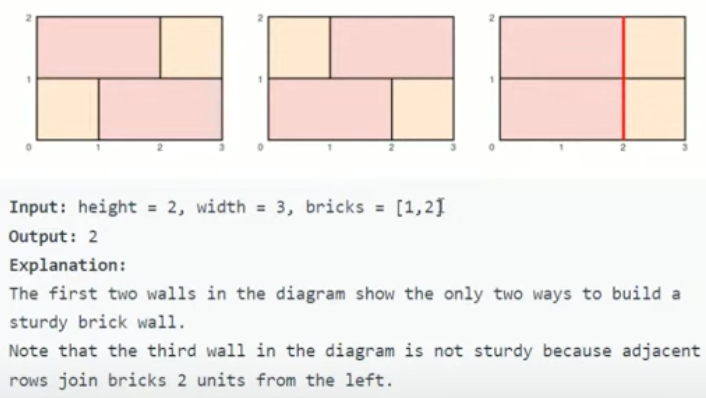 2 2 2
1 1 1
0 1 2 3 0 1 2 3 0 1 2 3
Input: height = 2, width = 3, bricks = [1,2]
Output: 2
Explanation:
The first two walls in the diagram show the only two ways to build a
sturdy brick wall.
Note that the third wall in the diagram is not sturdy because adjacent
rows join bricks 2 units from the left.